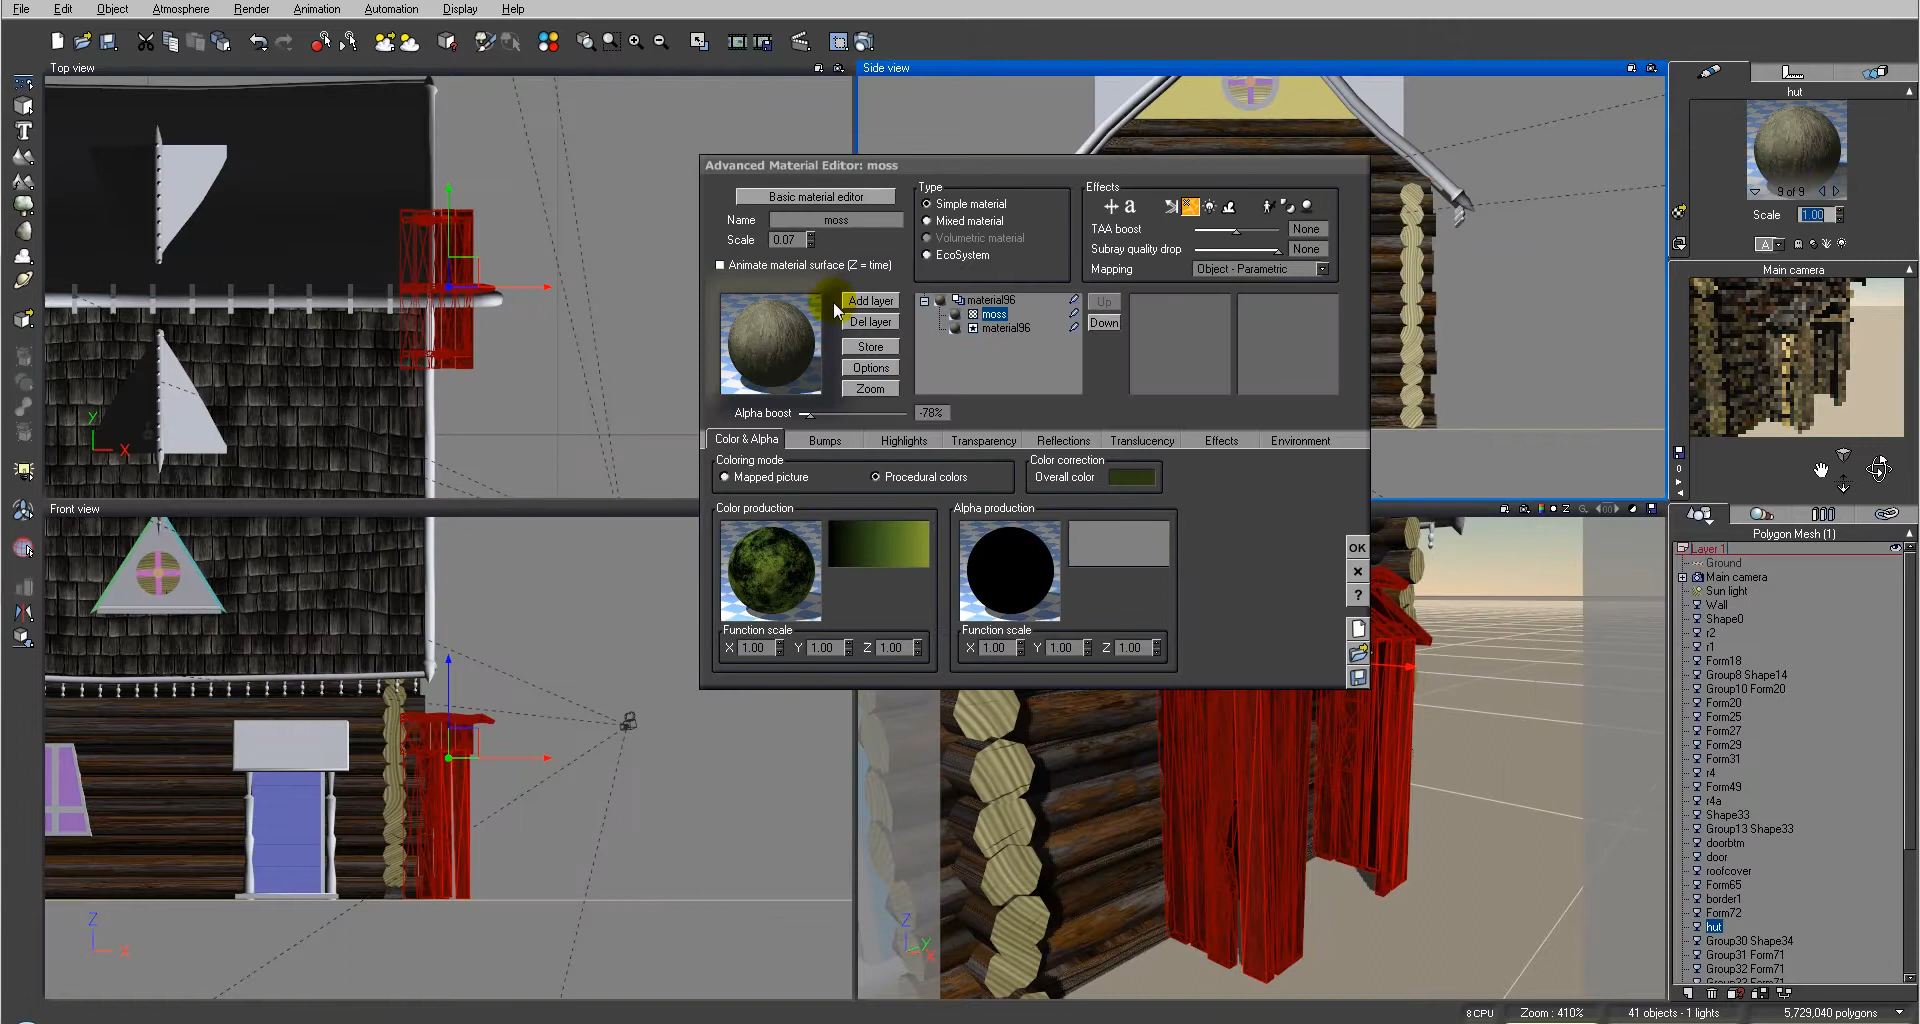 File Edit Object Atmosphere Render Animation Automation Display Help
Top view
Side view
hut
9 of 9
Scale 1.00
A
Main camera
Advanced Material Editor: moss
Basic material editor
Name moss
Scale 0.07
Animate material surface (Z = time)
Type
Simple material
Mixed material
Volumetric material
EcoSystem
Effects
a
TAA boost None
Subray quality drop None
Mapping Object - Parametric
Add layer
Del layer
Store
Options
Zoom
material96
moss
material96
Up
Down
Alpha boost -78%
Color & Alpha Bumps Highlights Transparency Reflections Translucency Effects Environment
Coloring mode
Mapped picture Procedural colors
Color correction
Overall color
Color production
Function scale
X 1.00 Y 1.00 Z 1.00
Alpha production
Function scale
X 1.00 Y 1.00 Z 1.00
OK
?
Y
X
Front view
Z
X
Z
Y
X
0
Polygon Mesh (1)
Layer 1
Ground
Main camera
Sun light
Wall
Shape0
r2
r1
Form18
Group8 Shape14
Group10 Form20
Form20
Form25
Form27
Form29
Form31
r4
Form49
r4a
Shape33
Group13 Shape33
doorbtm
door
roofcover
Form65
border1
Form72
hut
Group30 Shape34
Group31 Form71
Group32 Form71
Group33 Form71
8 CPU Zoom : 410% 41 objects - 1 lights 5,729,040 polygons